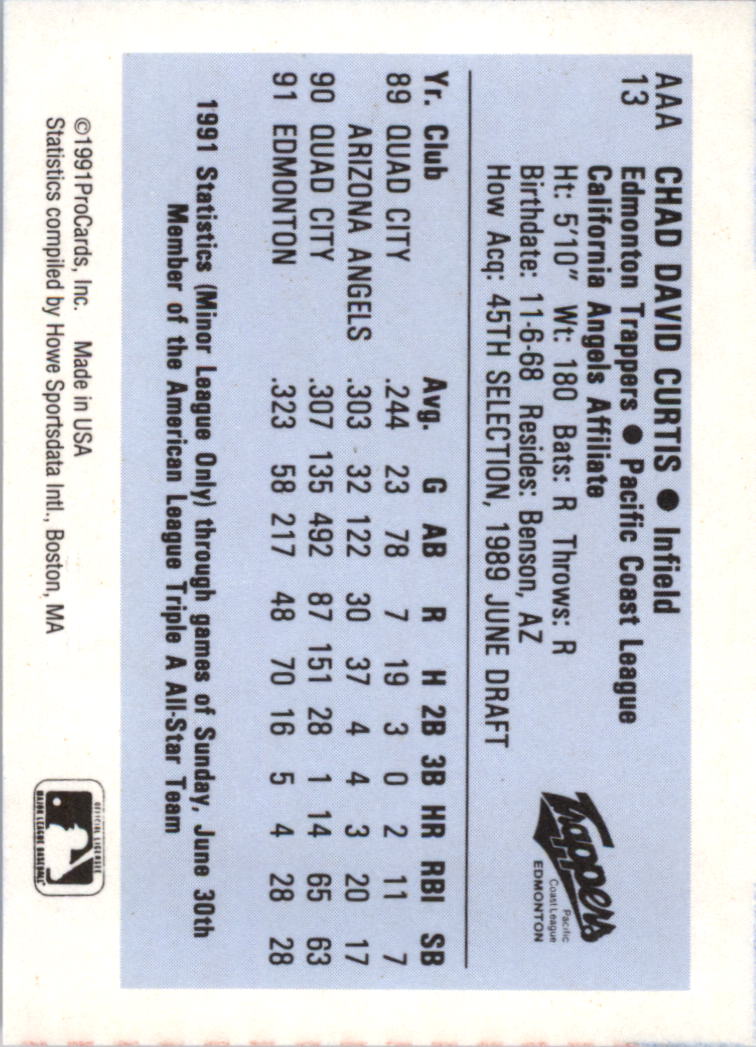 AAA CHAD DAVID CURTIS ● Infield
13 Edmonton Trappers ● Pacific Coast League
California Angels Affiliate
Ht: 5'10" Wt: 180 Bats: R Throws: R
Birthdate: 11-6-68 Resides: Benson, AZ
How Acq: 45TH SELECTION, 1989 JUNE DRAFT
Trappers
Pacific
Coast League
EDMONTON
Yr. Club Avg. G AB R H 2B 3B HR RBI SB
89 QUAD CITY .244 23 78 7 19 3 0 2 11 7
ARIZONA ANGELS .303 32 122 30 37 4 4 3 20 17
90 QUAD CITY .307 135 492 87 151 28 1 14 65 63
91 EDMONTON .323 58 217 48 70 16 5 4 28 28
1991 Statistics (Minor League Only) through games of Sunday, June 30th
Member of the American League Triple A All-Star Team
©1991ProCards, Inc. Made in USA
Statistics compiled by Howe Sportsdata Intl., Boston, MA
OFFICIAL LICENSEE
MAJOR LEAGUE BASEBALL